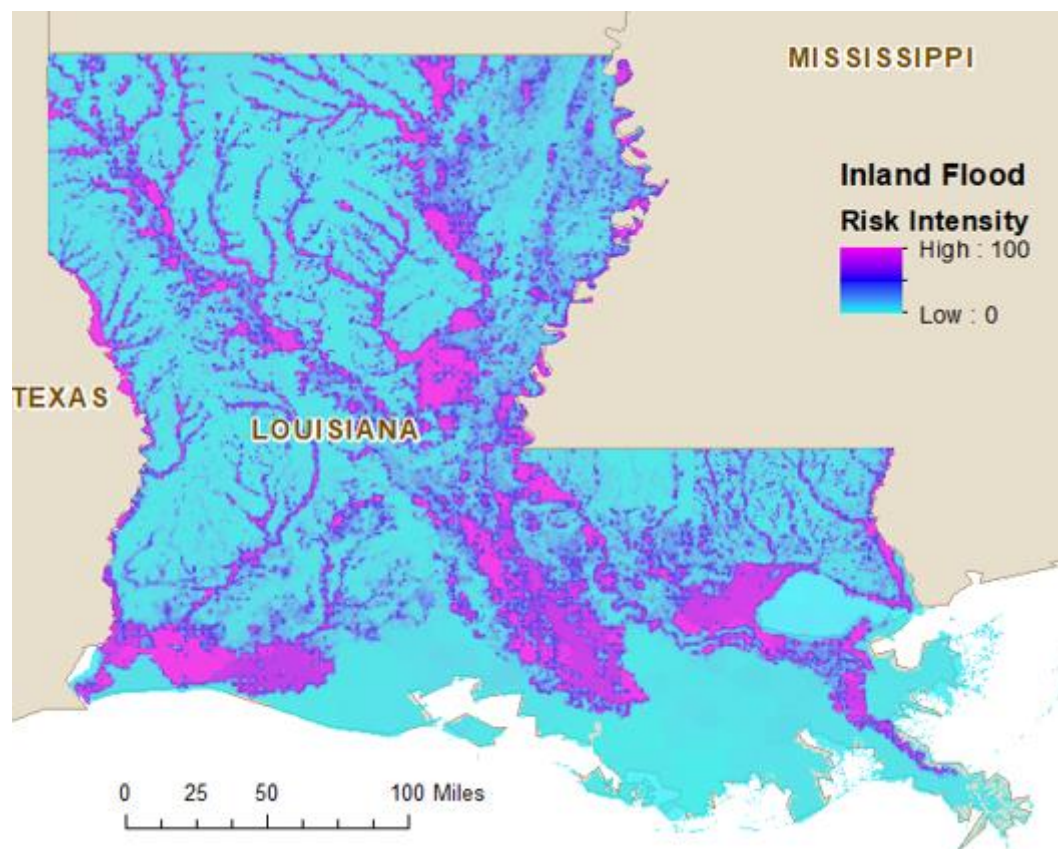 MISSISSIPPI
Inland Flood
Risk Intensity
High : 100
Low : 0
TEXAS
LOUISIANA
0 25 50 100 Miles